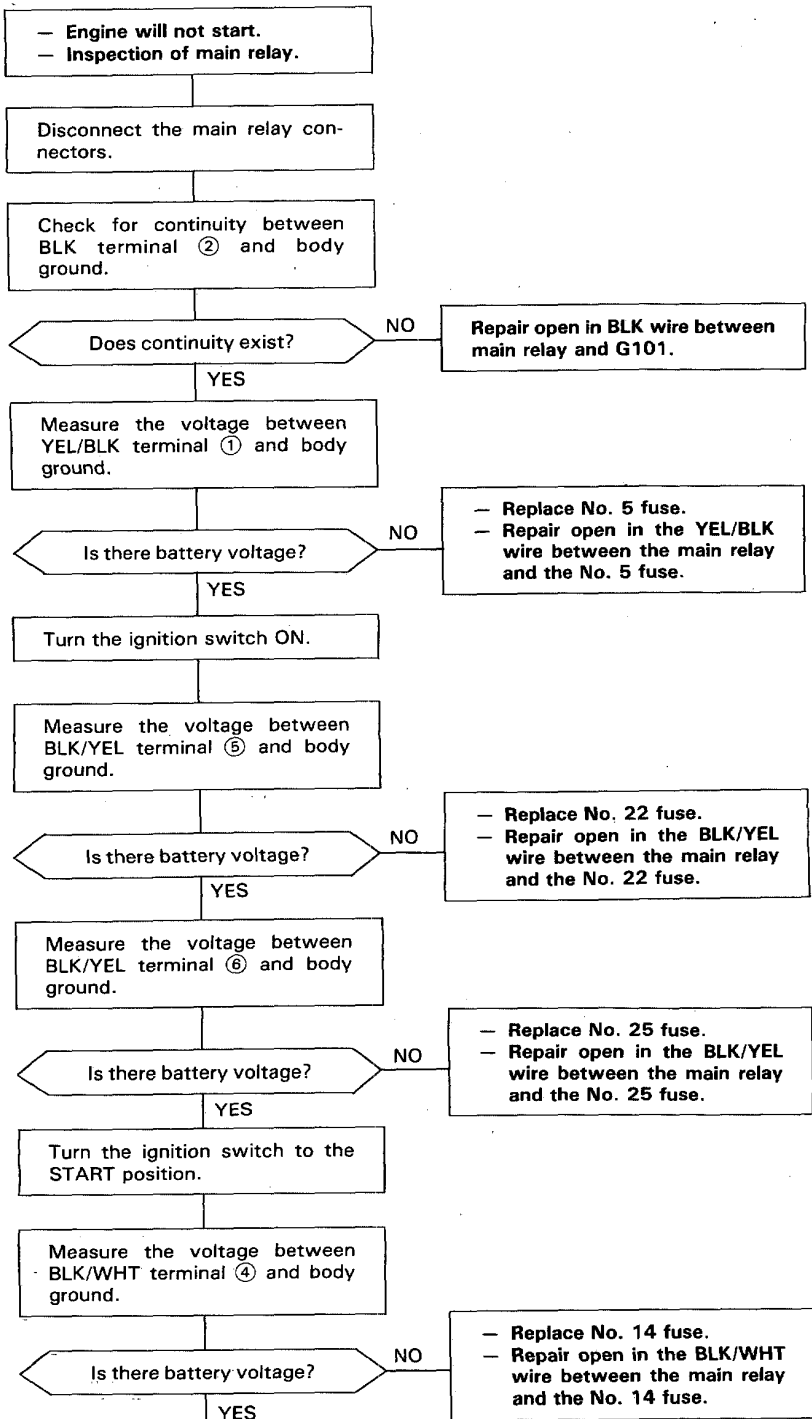 — Engine will not start.
— Inspection of main relay.
Disconnect the main relay con-
nectors.
Check for continuity between
BLK terminal ② and body
ground.
Does continuity exist?
NO
Repair open in BLK wire between
main relay and G101.
YES
Measure the voltage between
YEL/BLK terminal ① and body
ground.
Is there battery voltage?
NO
— Replace No. 5 fuse.
— Repair open in the YEL/BLK
wire between the main relay
and the No. 5 fuse.
YES
Turn the ignition switch ON.
Measure the voltage between
BLK/YEL terminal ⑤ and body
ground.
Is there battery voltage?
NO
— Replace No. 22 fuse.
— Repair open in the BLK/YEL
wire between the main relay
and the No. 22 fuse.
YES
Measure the voltage between
BLK/YEL terminal ⑥ and body
ground.
Is there battery voltage?
NO
— Replace No. 25 fuse.
— Repair open in the BLK/YEL
wire between the main relay
and the No. 25 fuse.
YES
Turn the ignition switch to the
START position.
Measure the voltage between
BLK/WHT terminal ④ and body
ground.
Is there battery voltage?
NO
— Replace No. 14 fuse.
— Repair open in the BLK/WHT
wire between the main relay
and the No. 14 fuse.
YES